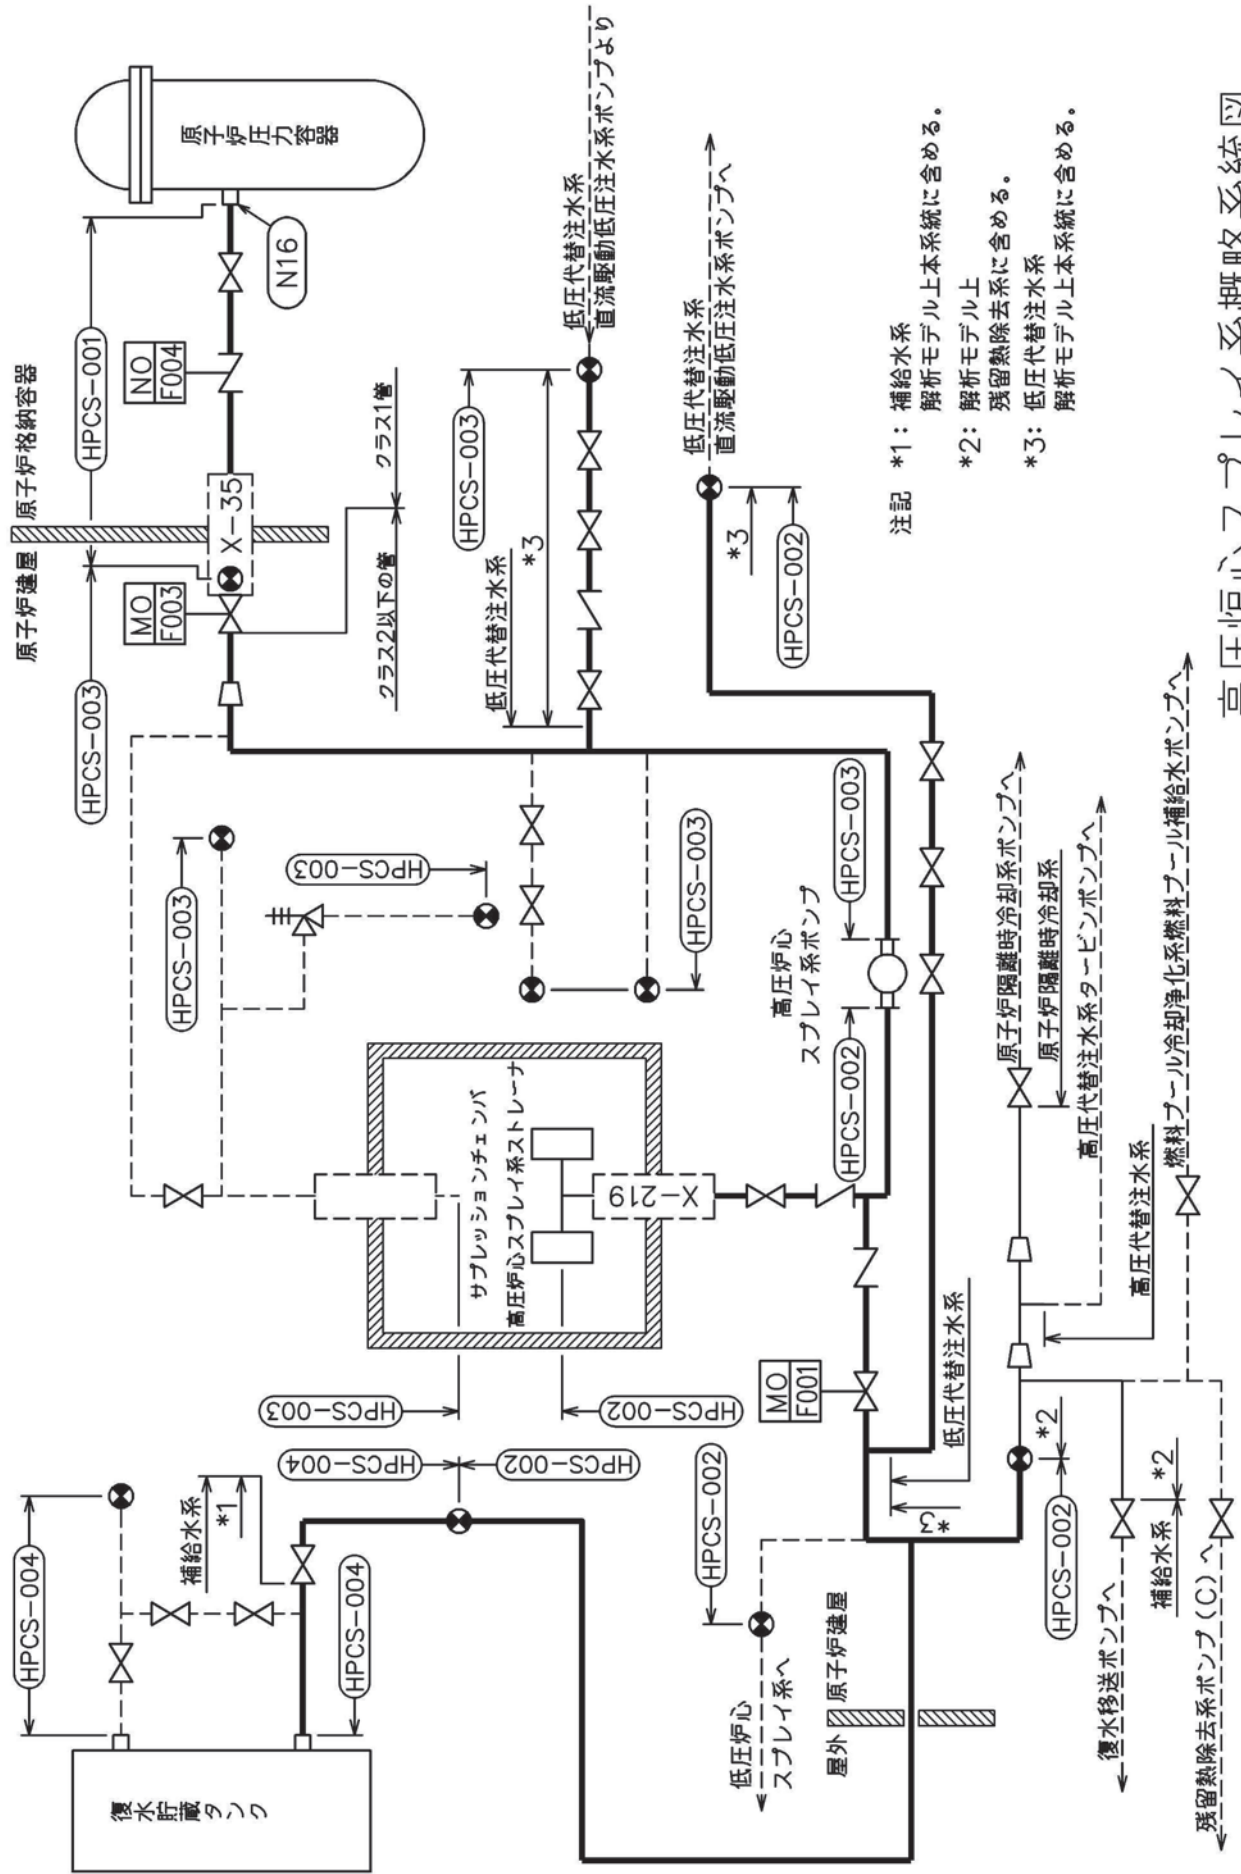 復水貯蔵タンク
HPCS-004
HPCS-004
補給水系
*1
HPCS-004
HPCS-002
HPCS-003
HPCS-002
サプレッションチェンバ
高圧炉心スプレイ系ストレーナ
X-219
HPCS-003
HPCS-003
HPCS-003
HPCS-003
原子炉建屋
原子炉格納容器
MO
F003
X-35
HPCS-001
NO
F004
N16
原子炉圧力容器
クラス2以下の管
クラス1管
低圧代替注水系
*3
HPCS-003
低圧代替注水系
直流駆動低圧注水系ポンプより
低圧代替注水系
直流駆動低圧注水系ポンプへ
*3
HPCS-002
高圧炉心
スプレイ系ポンプ
HPCS-002
HPCS-003
MO
F001
HPCS-002
低圧炉心
スプレイ系へ
屋外
原子炉建屋
低圧代替注水系
*3
*2
HPCS-002
原子炉隔離時冷却系ポンプへ
原子炉隔離時冷却系
高圧代替注水系タービンポンプへ
高圧代替注水系
燃料プール冷却浄化系燃料プール補給水ポンプへ
復水移送ポンプへ
補給水系
*2
残留熱除去系ポンプ(C)へ
注記 *1: 補給水系
解析モデル上本系統に含める。
*2: 解析モデル上
残留熱除去系に含める。
*3: 低圧代替注水系
解析モデル上本系統に含める。
高圧炉心スプレイ系概略系統図